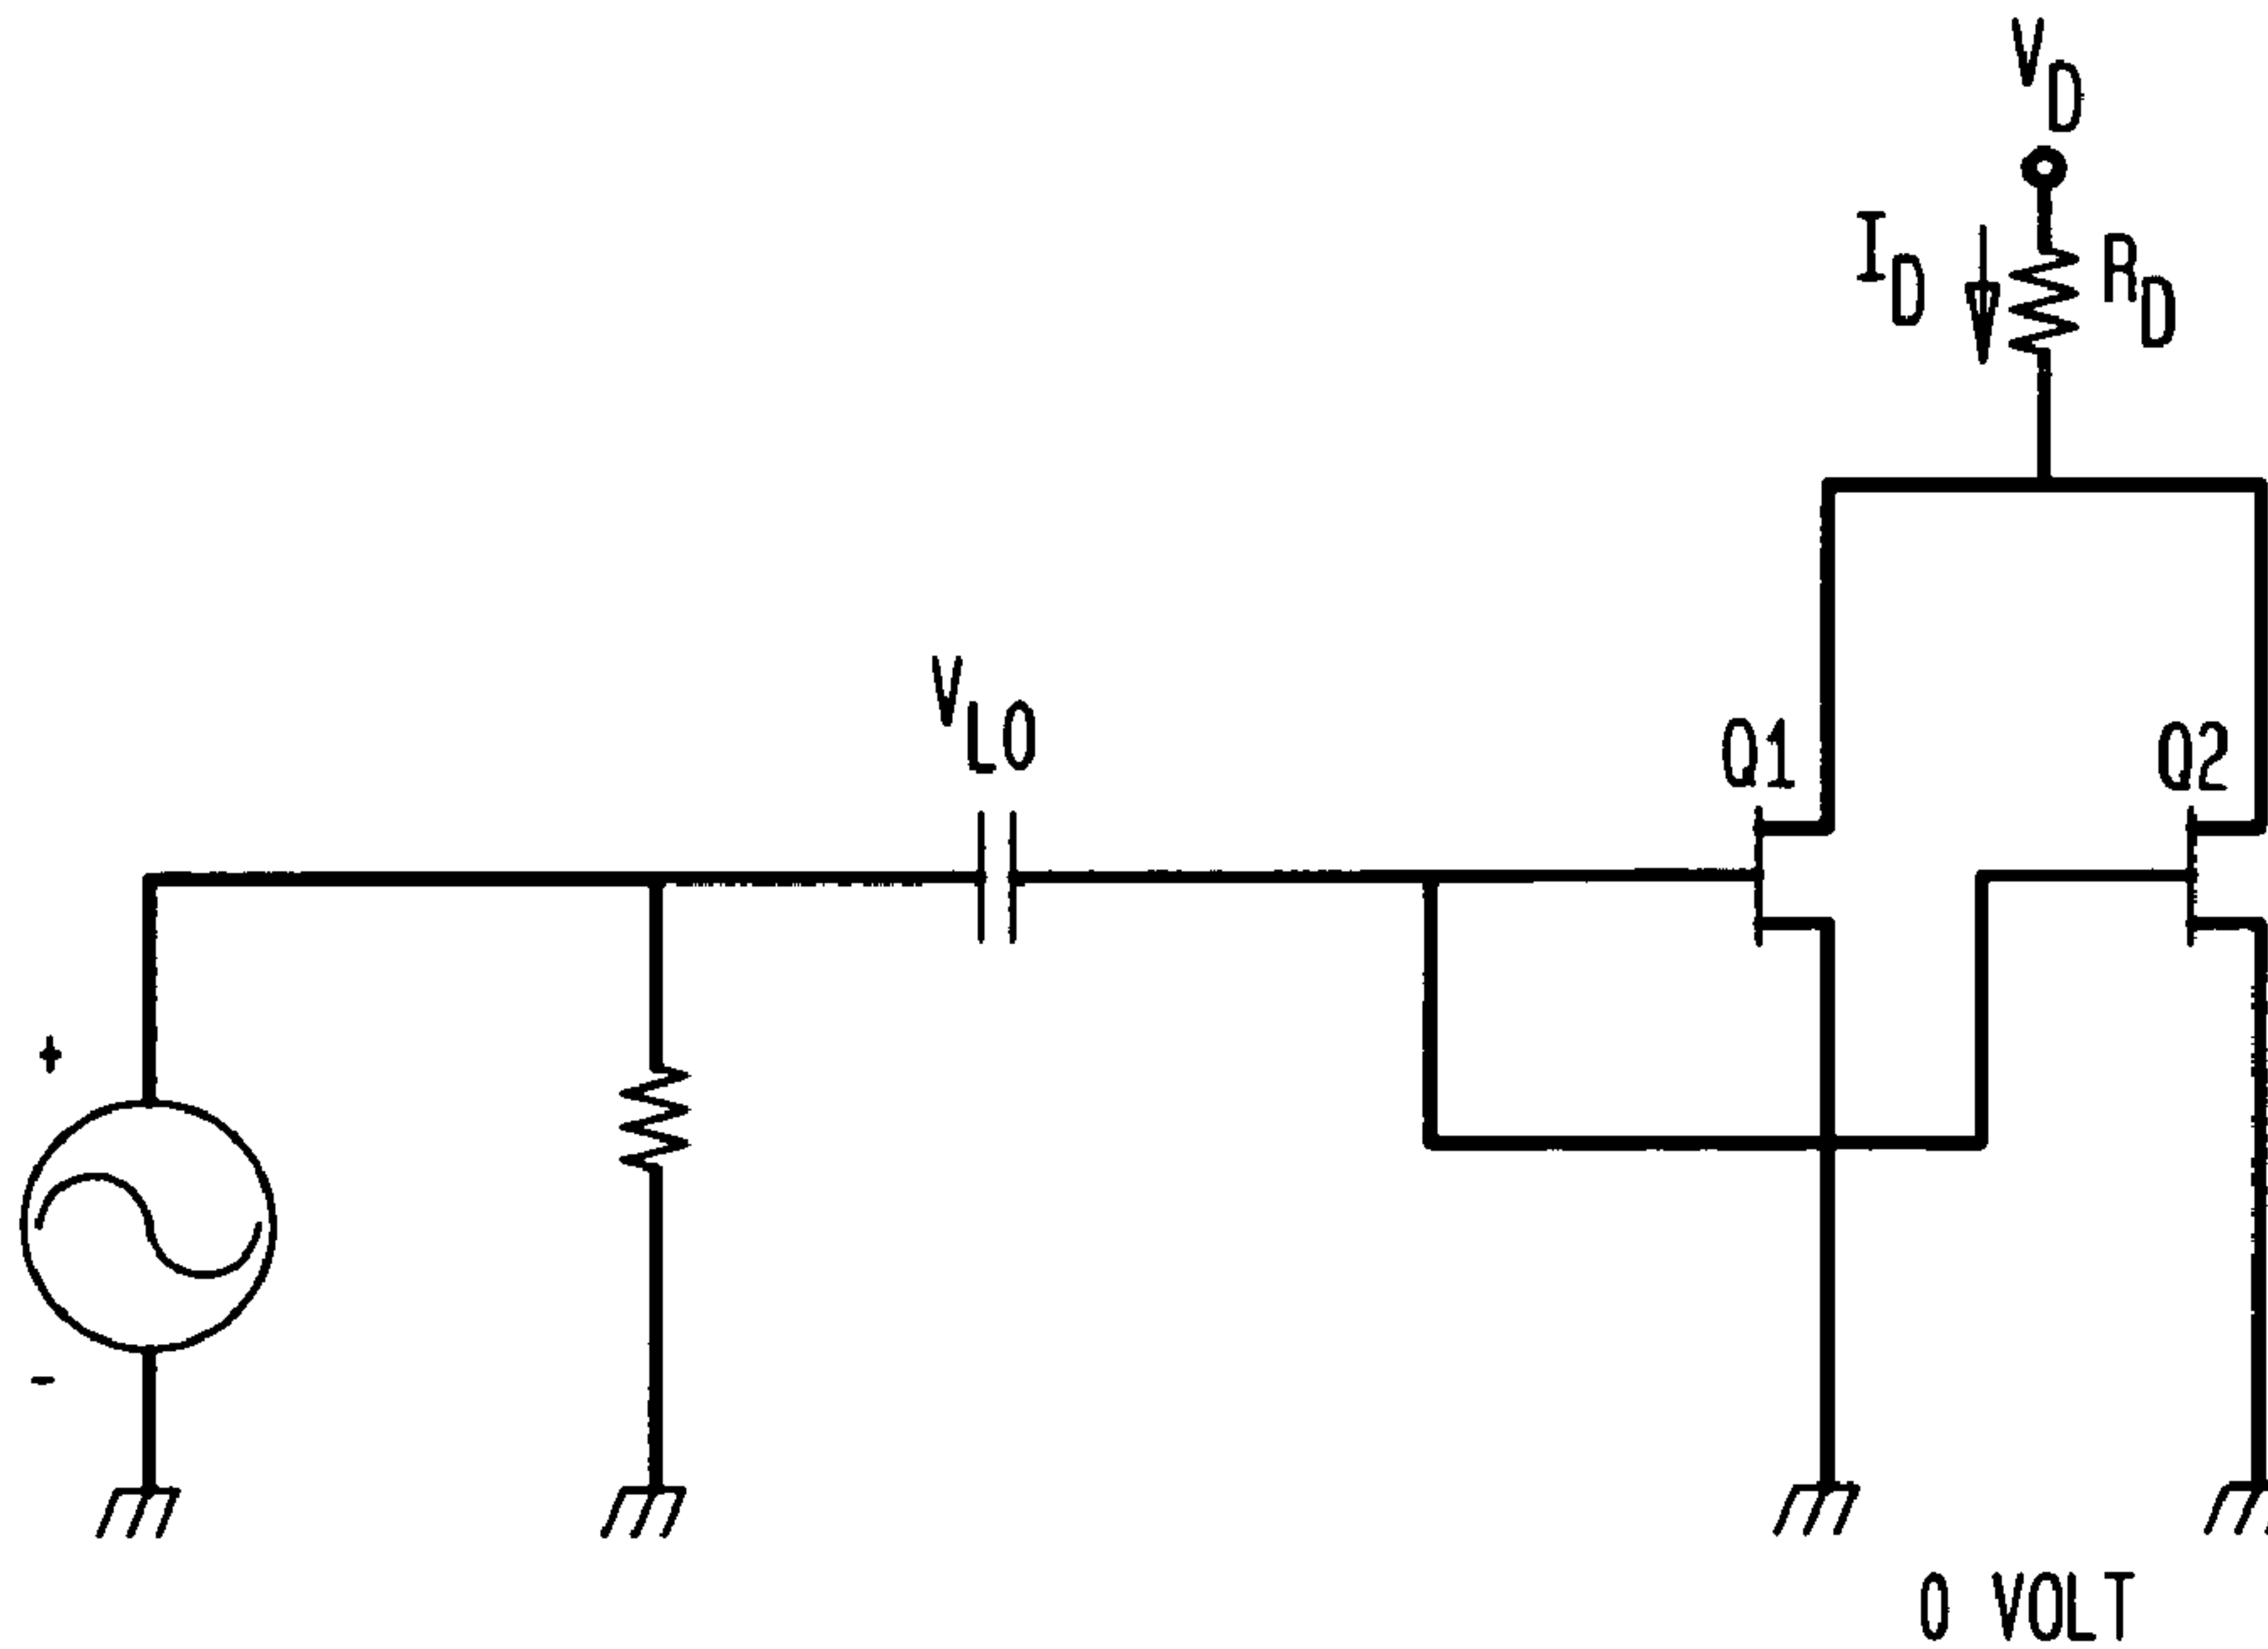 V_D
I_D
R_D
V_LO
Q1
Q2
+
-
0 VOLT